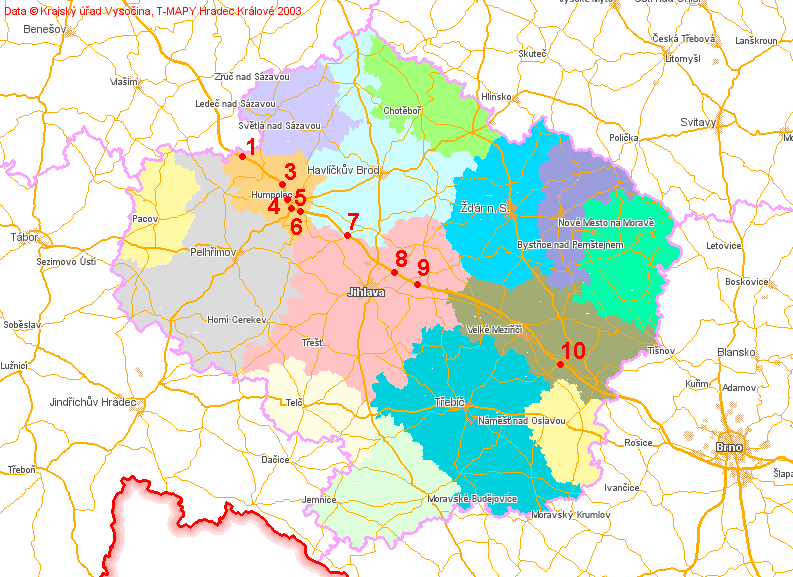 Data © Krajský úřad Vysočina, T-MAPY Hradec Králové 2003
Benešov
Skuteč
Česká Třebová
Lanškroun
Litomyšl
Vlašim
Zruč nad Sázavou
Hlinsko
Ledeč nad Sázavou
Chotěboř
Světlá nad Sázavou
Svitavy
Polička
1
Havlíčkův Brod
3
Humpolec
5
4
6
Žďár n. S.
Pacov
7
Nové Město na Moravě
Tábor
Bystřice nad Pernštejnem
Letovice
Pelhřimov
Sezimovo Ústí
8
9
Boskovice
Jihlava
Horní Cerekev
Soběslav
Velké Meziříčí
Třešť
10
Tišnov
Blansko
Lužnicí
Kuřim
Adamov
Jindřichův Hradec
Telč
Třebíč
Náměšť nad Oslavou
Rosice
Brno
Dačice
Třeboň
Šlapa
Ivančice
Jemnice
Moravské Budějovice
Moravský Krumlov